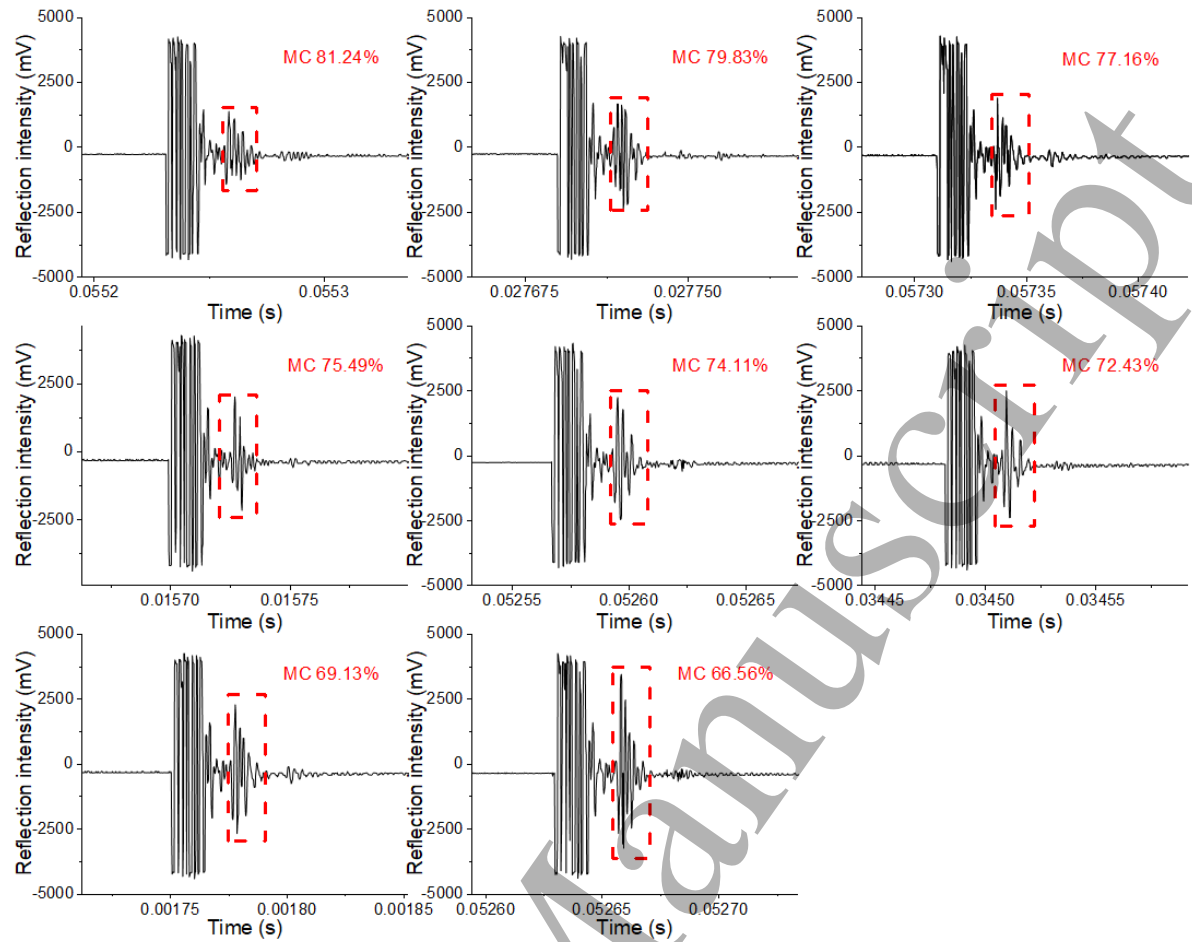 5000
2500
0
-2500
-5000
Reflection intensity (mV)
MC 81.24%
0.0552
0.0553
Time (s)
5000
2500
0
-2500
-5000
Reflection intensity (mV)
MC 79.83%
0.027675
0.027750
Time (s)
5000
2500
0
-2500
-5000
Reflection intensity (mV)
MC 77.16%
0.05730
0.05735
0.05740
Time (s)
2500
0
-2500
Reflection intensity (mV)
MC 75.49%
0.01570
0.01575
Time (s)
5000
2500
0
-2500
-5000
Reflection intensity (mV)
MC 74.11%
0.05255
0.05260
0.05265
Time (s)
5000
2500
0
-2500
-5000
Reflection intensity (mV)
MC 72.43%
0.03445
0.03450
0.03455
Time (s)
5000
2500
0
-2500
-5000
Reflection intensity (mV)
MC 69.13%
0.00175
0.00180
0.00185
Time (s)
5000
2500
0
-2500
-5000
Reflection intensity (mV)
MC 66.56%
0.05260
0.05265
0.05270
Time (s)
Manuscript